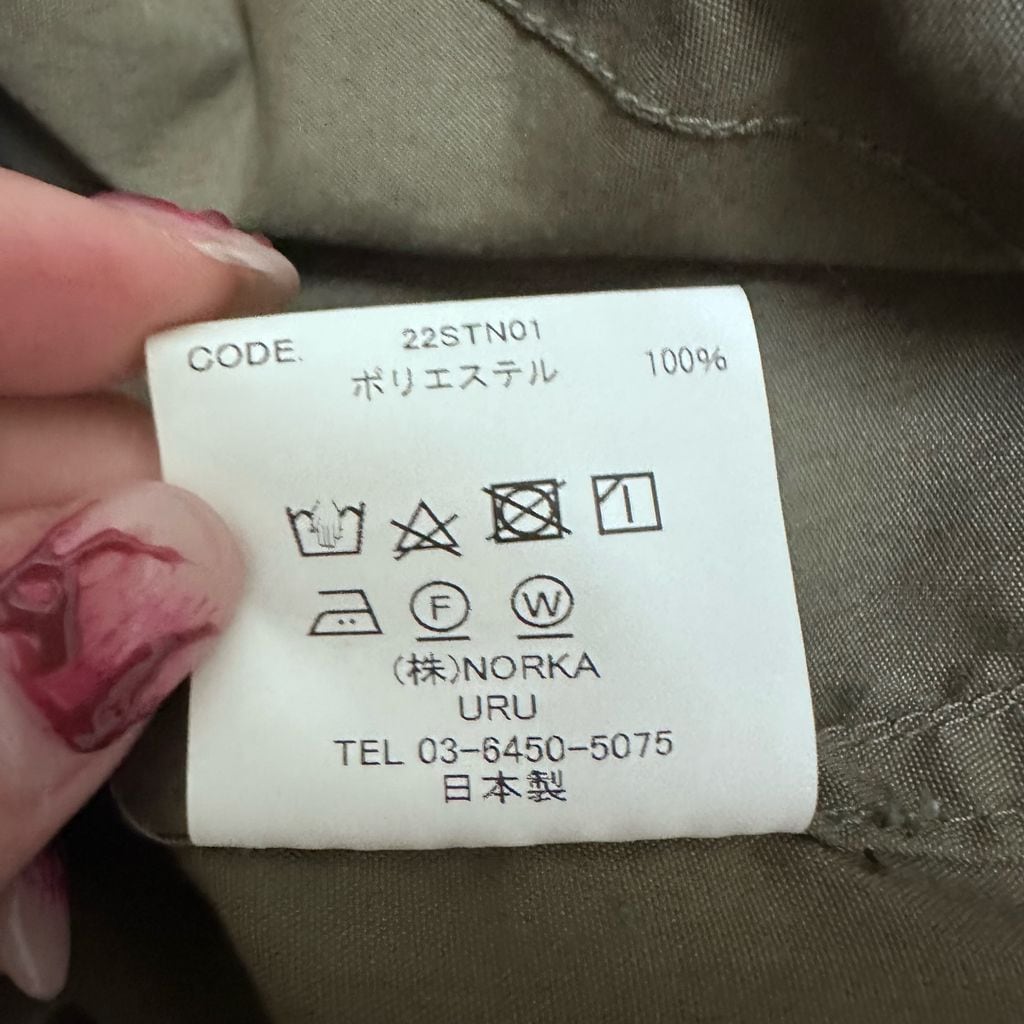 CODE. 22STN01
ポリエステル 100%
F W
(株)NORKA
URU
TEL 03-6450-5075
日本製